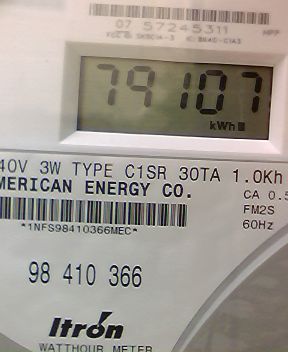 07 57245311
79107
kWh
40V 3W TYPE C1SR 30TA 1.0Kh
MERICAN ENERGY CO.
CA 0.5
FM2S
*1NFS98410366MEC*
60Hz
98 410 366
Itron
WATTHOUR METER